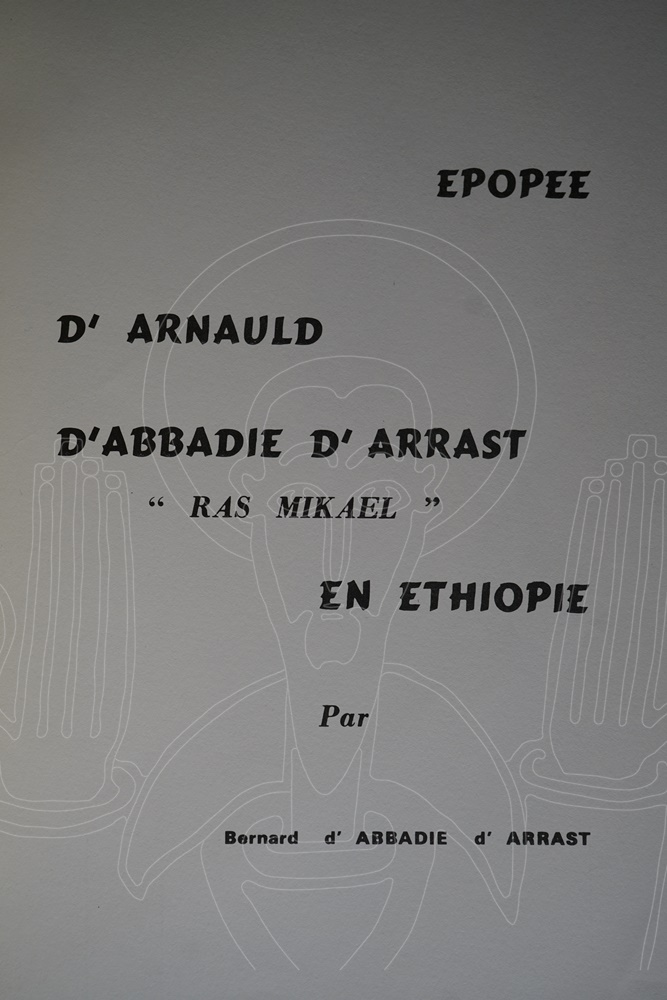 EPOPEE
D' ARNAULD
D'ABBADIE D' ARRAST
“ RAS MIKAEL ”
EN ETHIOPIE
Par
Bernard d' ABBADIE d' ARRAST